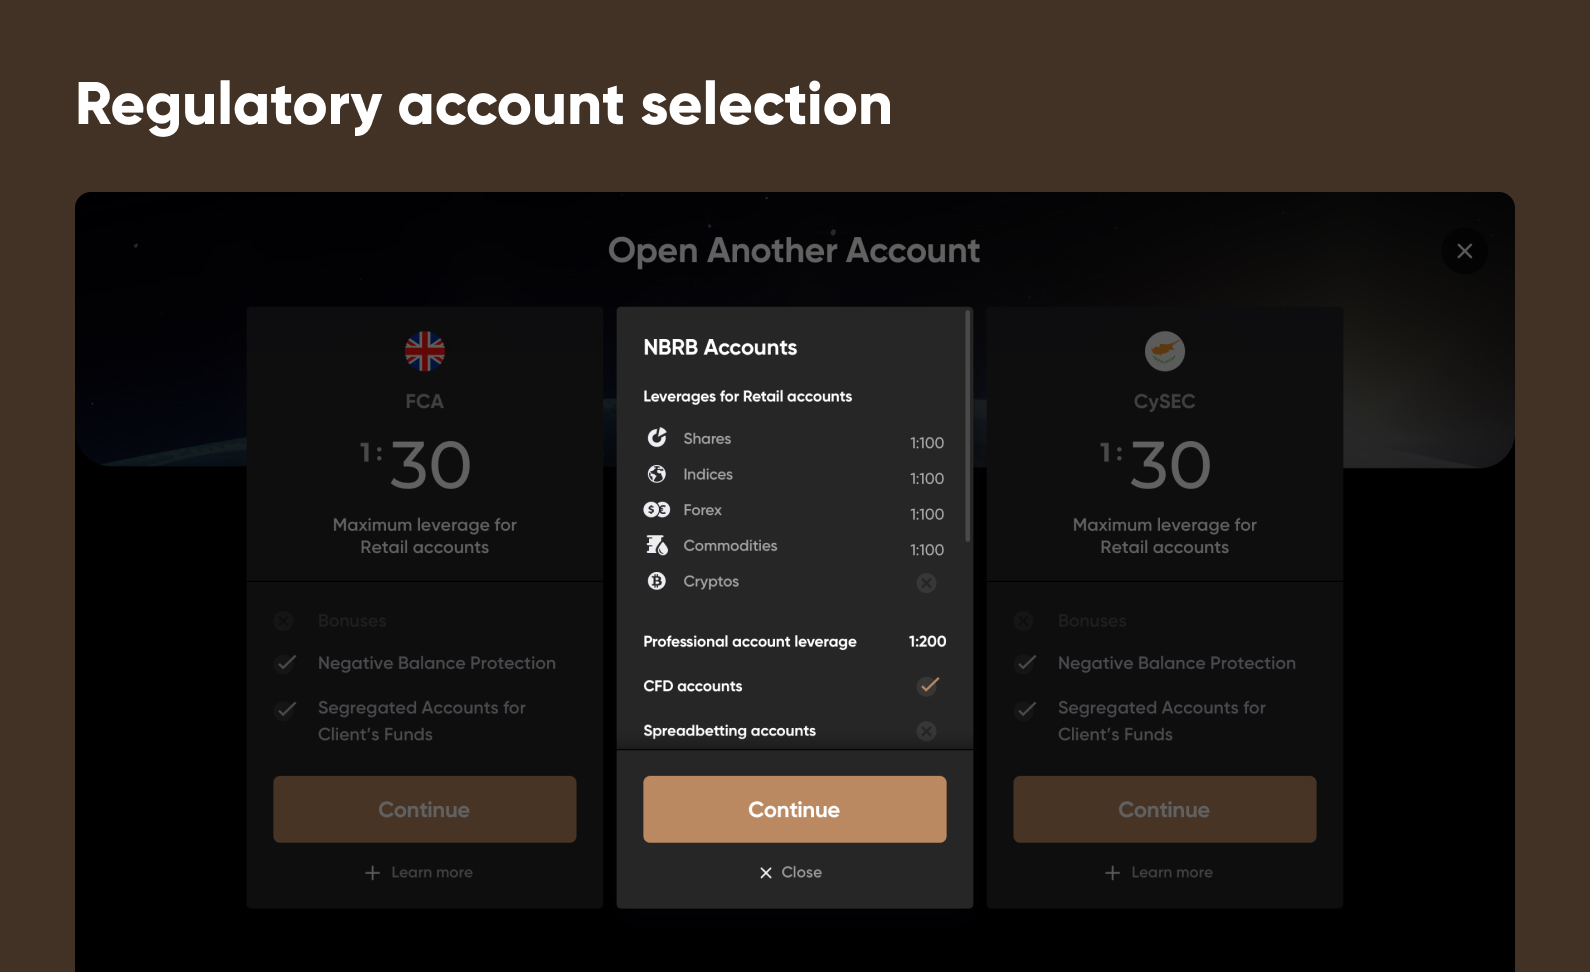 Regulatory account selection
Open Another Account
FCA
1:30
Maximum leverage for
Retail accounts
Bonuses
Negative Balance Protection
Segregated Accounts for
Client's Funds
Continue
Learn more
NBRB Accounts
Leverages for Retail accounts
Shares 1:100
Indices 1:100
Forex 1:100
Commodities 1:100
Cryptos
Professional account leverage 1:200
CFD accounts
Spreadbetting accounts
Continue
Close
CySEC
1:30
Maximum leverage for
Retail accounts
Bonuses
Negative Balance Protection
Segregated Accounts for
Client's Funds
Continue
Learn more